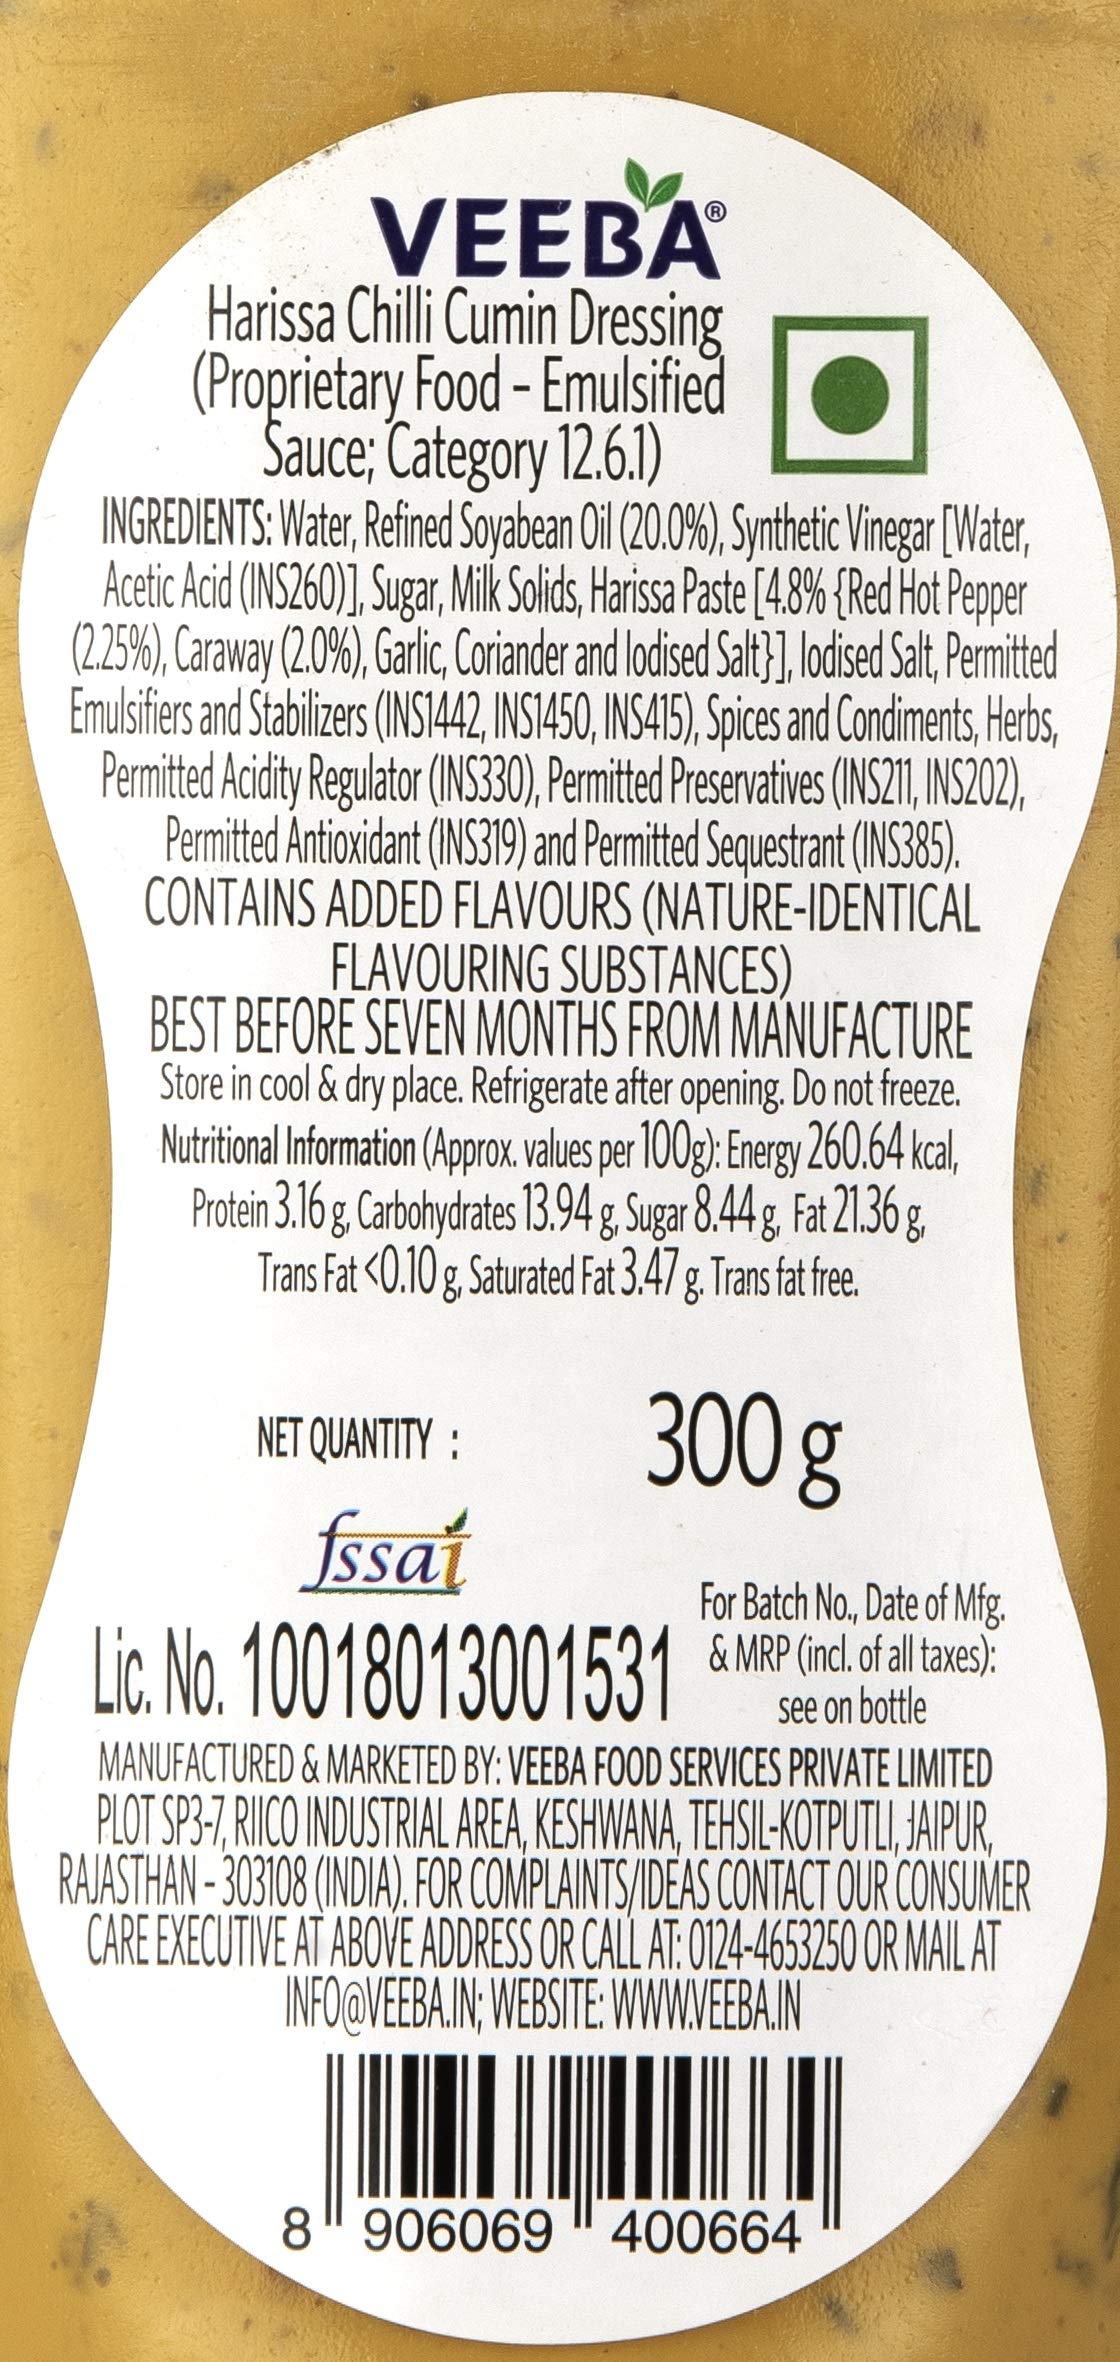 VEEBA®
Harissa Chilli Cumin Dressing
(Proprietary Food – Emulsified
Sauce; Category 12.6.1)
INGREDIENTS: Water, Refined Soyabean Oil (20.0%), Synthetic Vinegar [Water,
Acetic Acid (INS260)], Sugar, Milk Solids, Harissa Paste [4.8% {Red Hot Pepper
(2.25%), Caraway (2.0%), Garlic, Coriander and Iodised Salt}], Iodised Salt, Permitted
Emulsifiers and Stabilizers (INS1442, INS1450, INS415), Spices and Condiments, Herbs,
Permitted Acidity Regulator (INS330), Permitted Preservatives (INS211, INS202),
Permitted Antioxidant (INS319) and Permitted Sequestrant (INS385).
CONTAINS ADDED FLAVOURS (NATURE-IDENTICAL
FLAVOURING SUBSTANCES)
BEST BEFORE SEVEN MONTHS FROM MANUFACTURE
Store in cool & dry place. Refrigerate after opening. Do not freeze.
Nutritional Information (Approx. values per 100g): Energy 260.64 kcal,
Protein 3.16 g, Carbohydrates 13.94 g, Sugar 8.44 g, Fat 21.36 g,
Trans Fat <0.10 g, Saturated Fat 3.47 g. Trans fat free.
NET QUANTITY : 300 g
fssai
Lic. No. 10018013001531
For Batch No., Date of Mfg.
& MRP (incl. of all taxes):
see on bottle
MANUFACTURED & MARKETED BY: VEEBA FOOD SERVICES PRIVATE LIMITED
PLOT SP3-7, RIICO INDUSTRIAL AREA, KESHWANA, TEHSIL-KOTPUTLI, JAIPUR,
RAJASTHAN – 303108 (INDIA). FOR COMPLAINTS/IDEAS CONTACT OUR CONSUMER
CARE EXECUTIVE AT ABOVE ADDRESS OR CALL AT: 0124-4653250 OR MAIL AT
INFO@VEEBA.IN; WEBSITE: WWW.VEEBA.IN
8 906069 400664